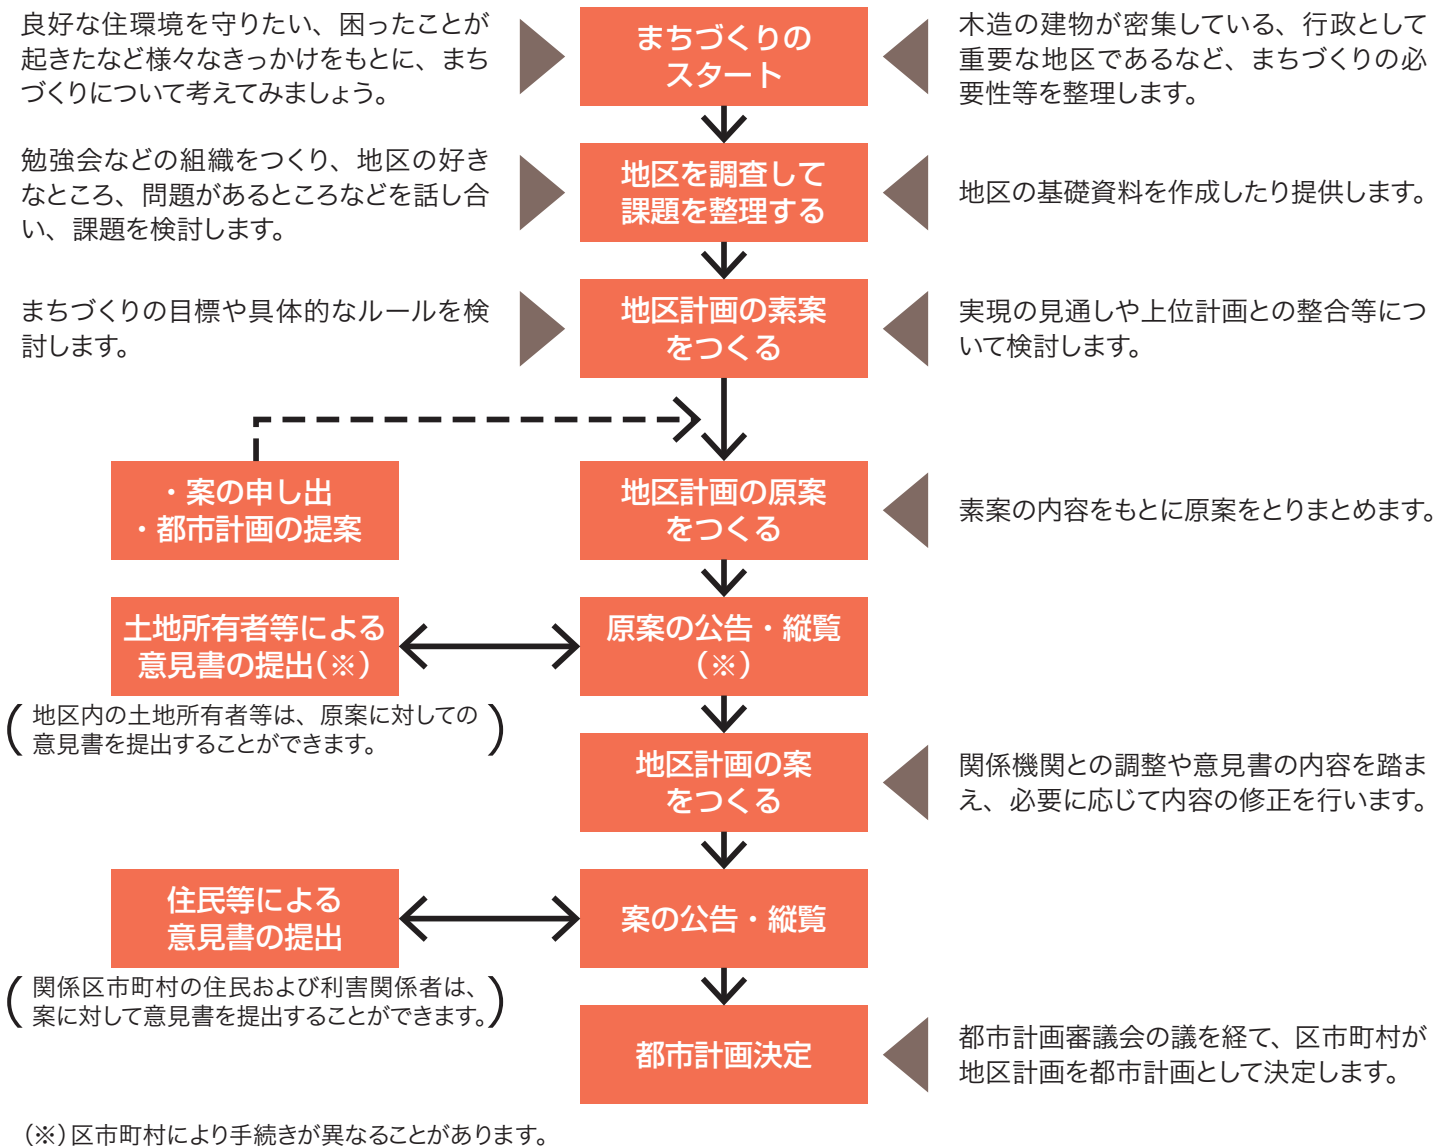 良好な住環境を守りたい、困ったことが
起きたなど様々なきっかけをもとに、まち
づくりについて考えてみましょう。
まちづくりの
スタート
木造の建物が密集している、行政として
重要な地区であるなど、まちづくりの必
要性等を整理します。
勉強会などの組織をつくり、地区の好き
なところ、問題があるところなどを話し合
い、課題を検討します。
地区を調査して
課題を整理する
地区の基礎資料を作成したり提供します。
まちづくりの目標や具体的なルールを検
討します。
地区計画の素案
をつくる
実現の見通しや上位計画との整合等につ
いて検討します。
・案の申し出
・都市計画の提案
地区計画の原案
をつくる
素案の内容をもとに原案をとりまとめます。
土地所有者等による
意見書の提出(※)
原案の公告・縦覧
(※)
(地区内の土地所有者等は、原案に対しての
意見書を提出することができます。)
地区計画の案
をつくる
関係機関との調整や意見書の内容を踏ま
え、必要に応じて内容の修正を行います。
住民等による
意見書の提出
案の公告・縦覧
(関係区市町村の住民および利害関係者は、
案に対して意見書を提出することができます。)
都市計画決定
都市計画審議会の議を経て、区市町村が
地区計画を都市計画として決定します。
(※)区市町村により手続きが異なることがあります。